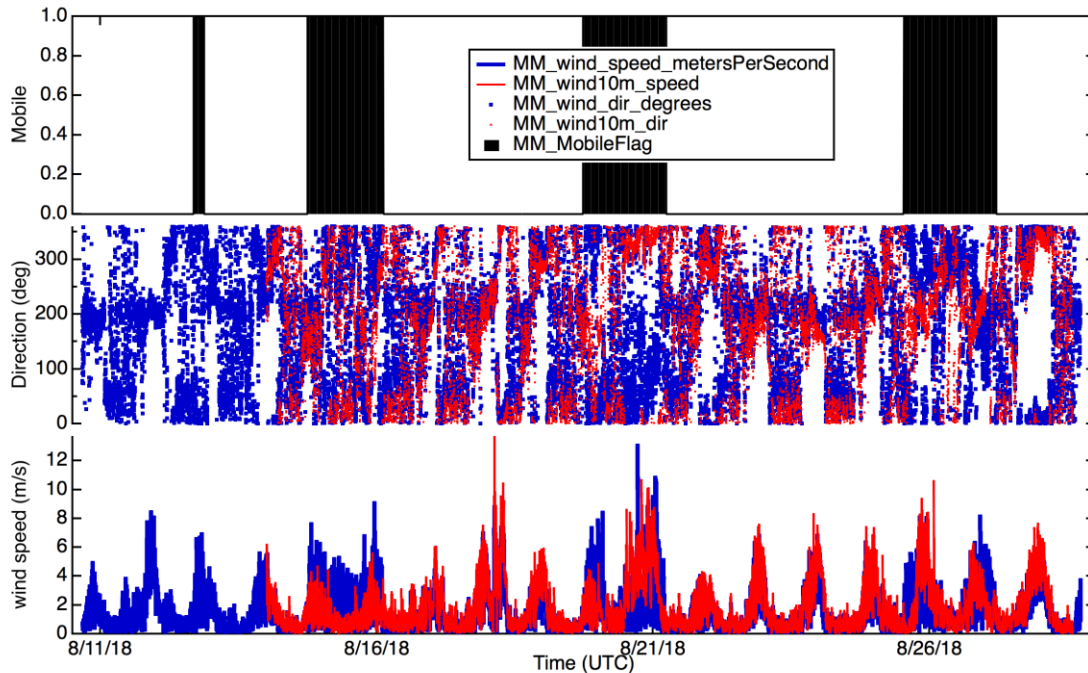 1.0
0.8
0.6
0.4
0.2
0.0
Mobile
MM_wind_speed_metersPerSecond
MM_wind10m_speed
MM_wind_dir_degrees
MM_wind10m_dir
MM_MobileFlag
300
200
100
0
Direction (deg)
12
10
8
6
4
2
0
wind speed (m/s)
8/11/18 8/16/18 8/21/18 8/26/18
Time (UTC)